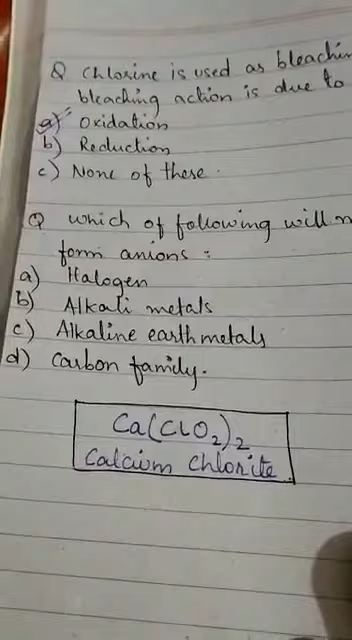 Q Chlorine is used as
bleaching action is due to
a) Oxidation
b) Reduction
c) None of these.
Q which of following will
form anions :
a) Halogen
b) Alkali metals
c) Alkaline earth metals
d) Carbon family.
Ca(ClO2)2
Calcium Chlorite